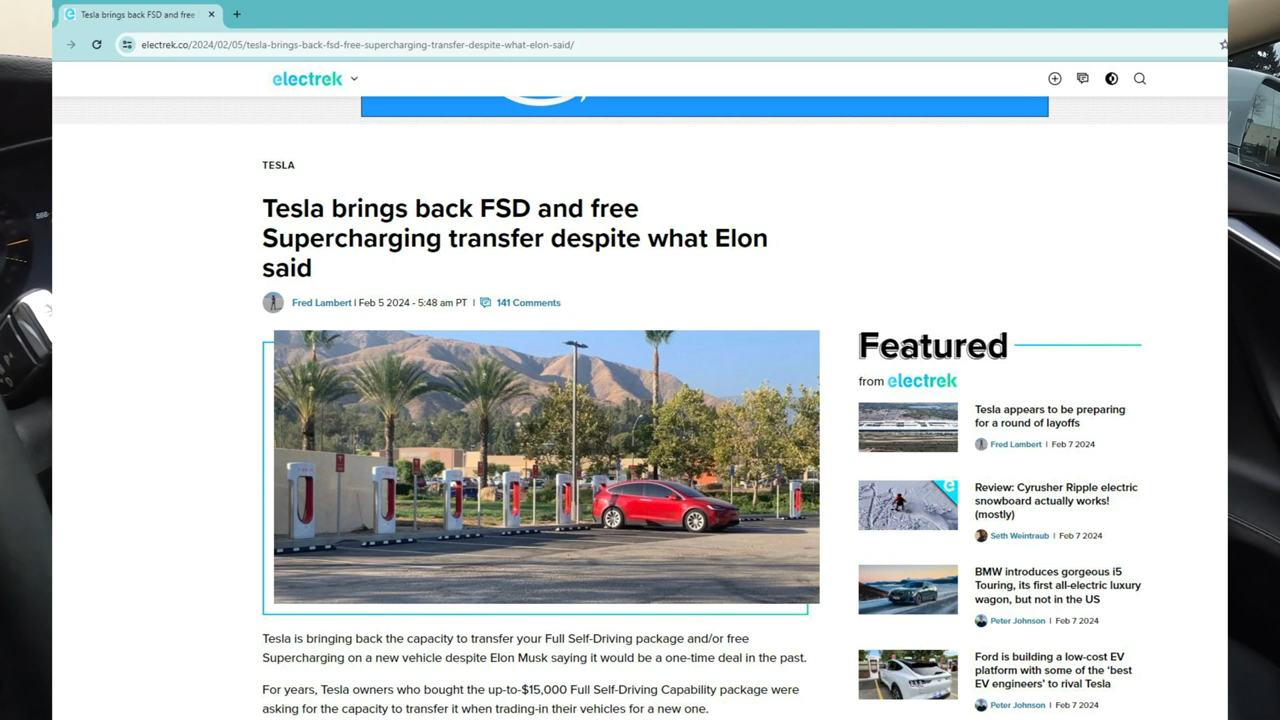 Tesla brings back FSD and free
electrek.co/2024/02/05/tesla-brings-back-fsd-free-supercharging-transfer-despite-what-elon-said/
electrek
TESLA
Tesla brings back FSD and free
Supercharging transfer despite what Elon
said
Fred Lambert | Feb 5 2024 - 5:48 am PT | 141 Comments
Featured
from electrek
Tesla appears to be preparing
for a round of layoffs
Fred Lambert | Feb 7 2024
Review: Cyrusher Ripple electric
snowboard actually works!
(mostly)
Seth Weintraub | Feb 7 2024
BMW introduces gorgeous i5
Touring, its first all-electric luxury
wagon, but not in the US
Peter Johnson | Feb 7 2024
Ford is building a low-cost EV
platform with some of the ‘best
EV engineers’ to rival Tesla
Peter Johnson | Feb 7 2024
Tesla is bringing back the capacity to transfer your Full Self-Driving package and/or free
Supercharging on a new vehicle despite Elon Musk saying it would be a one-time deal in the past.
For years, Tesla owners who bought the up-to-$15,000 Full Self-Driving Capability package were
asking for the capacity to transfer it when trading-in their vehicles for a new one.